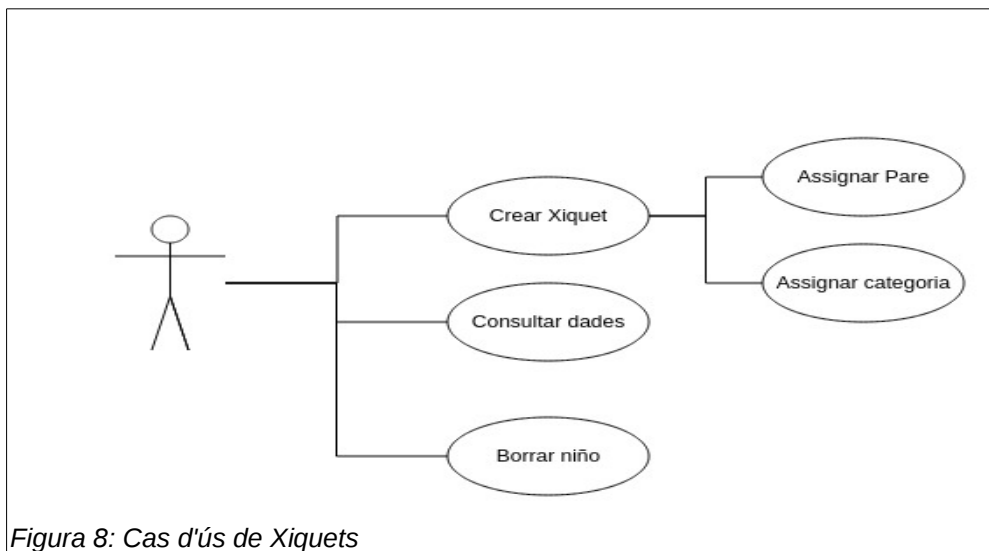 Crear Xiquet
Assignar Pare
Assignar categoria
Consultar dades
Borrar niño
Figura 8: Cas d'ús de Xiquets